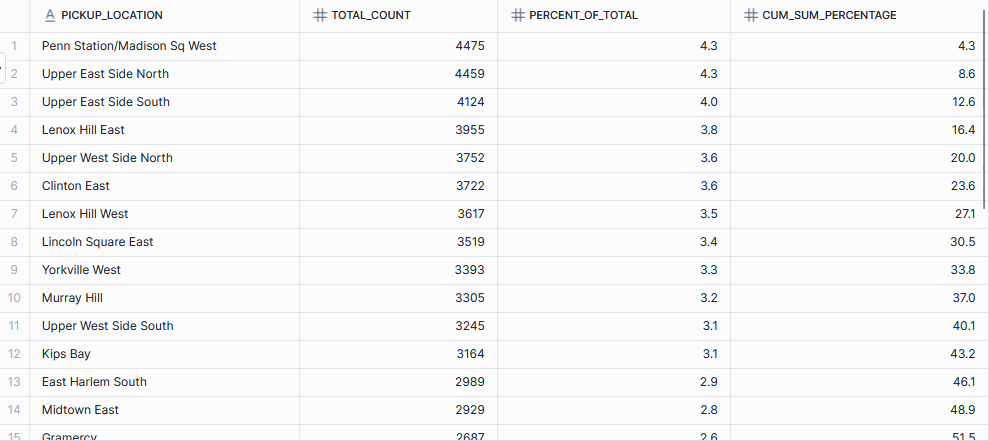 A PICKUP_LOCATION # TOTAL_COUNT # PERCENT_OF_TOTAL # CUM_SUM_PERCENTAGE
1 Penn Station/Madison Sq West 4475 4.3 4.3
2 Upper East Side North 4459 4.3 8.6
3 Upper East Side South 4124 4.0 12.6
4 Lenox Hill East 3955 3.8 16.4
5 Upper West Side North 3752 3.6 20.0
6 Clinton East 3722 3.6 23.6
7 Lenox Hill West 3617 3.5 27.1
8 Lincoln Square East 3519 3.4 30.5
9 Yorkville West 3393 3.3 33.8
10 Murray Hill 3305 3.2 37.0
11 Upper West Side South 3245 3.1 40.1
12 Kips Bay 3164 3.1 43.2
13 East Harlem South 2989 2.9 46.1
14 Midtown East 2929 2.8 48.9
15 Gramercy 2687 2.6 51.5